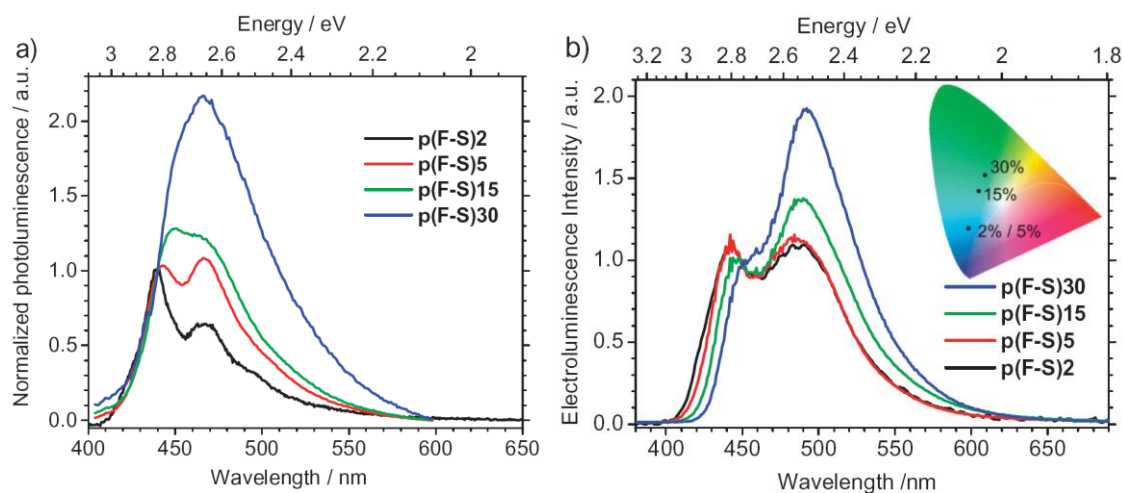 a)
Energy / eV
3 2.8 2.6 2.4 2.2 2
Normalized photoluminescence / a.u.
2.0
1.5
1.0
0.5
0.0
p(F-S)2
p(F-S)5
p(F-S)15
p(F-S)30
400 450 500 550 600 650
Wavelength / nm
b)
Energy / eV
3.2 3 2.8 2.6 2.4 2.2 2 1.8
Electroluminescence Intensity / a.u.
2.0
1.5
1.0
0.5
0.0
30%
15%
2% / 5%
p(F-S)30
p(F-S)15
p(F-S)5
p(F-S)2
400 450 500 550 600 650
Wavelength /nm